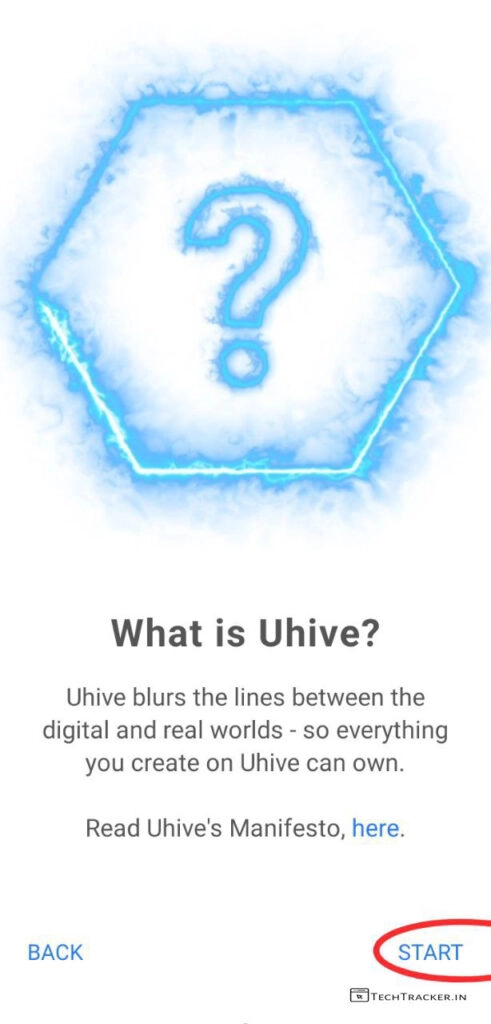 ?
What is Uhive?
Uhive blurs the lines between the
digital and real worlds - so everything
you create on Uhive can own.
Read Uhive's Manifesto, here.
BACK
START
TECHTRACKER.IN